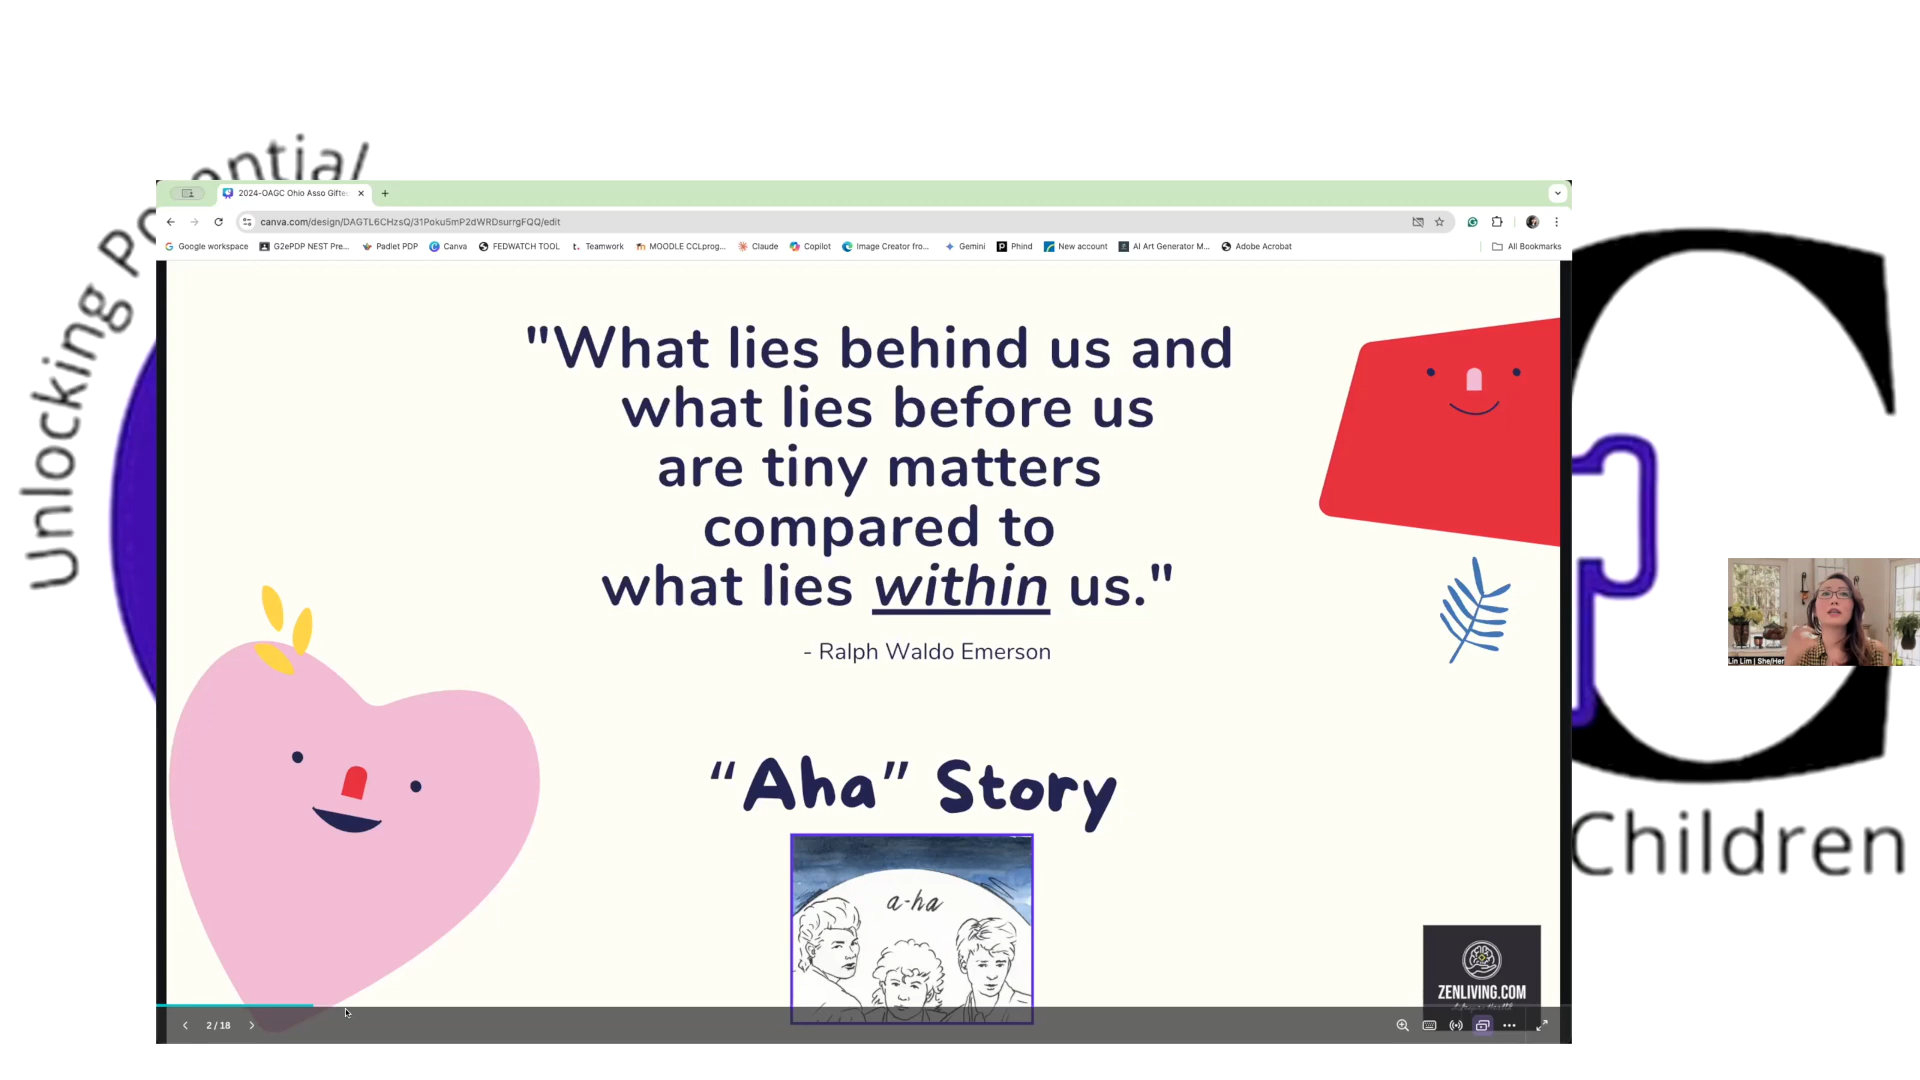 Unlocking Po
ential
2024-OAGC Ohio Asso Gifte
canva.com/design/DAGTL6CHzsQ/31Poku5mP2dWRDsurrgFQQ/edit
Google workspace
G2ePDP NEST Pre...
Padlet PDP
Canva
FEDWATCH TOOL
Teamwork
MOODLE CCLprog...
Claude
Copilot
Image Creator fro...
Gemini
Phind
New account
AI Art Generator M...
Adobe Acrobat
All Bookmarks
"What lies behind us and
what lies before us
are tiny matters
compared to
what lies within us."
- Ralph Waldo Emerson
“Aha” Story
a-ha
ZENLIVING.COM
2 / 18
Lin Lim | She/Her
Children